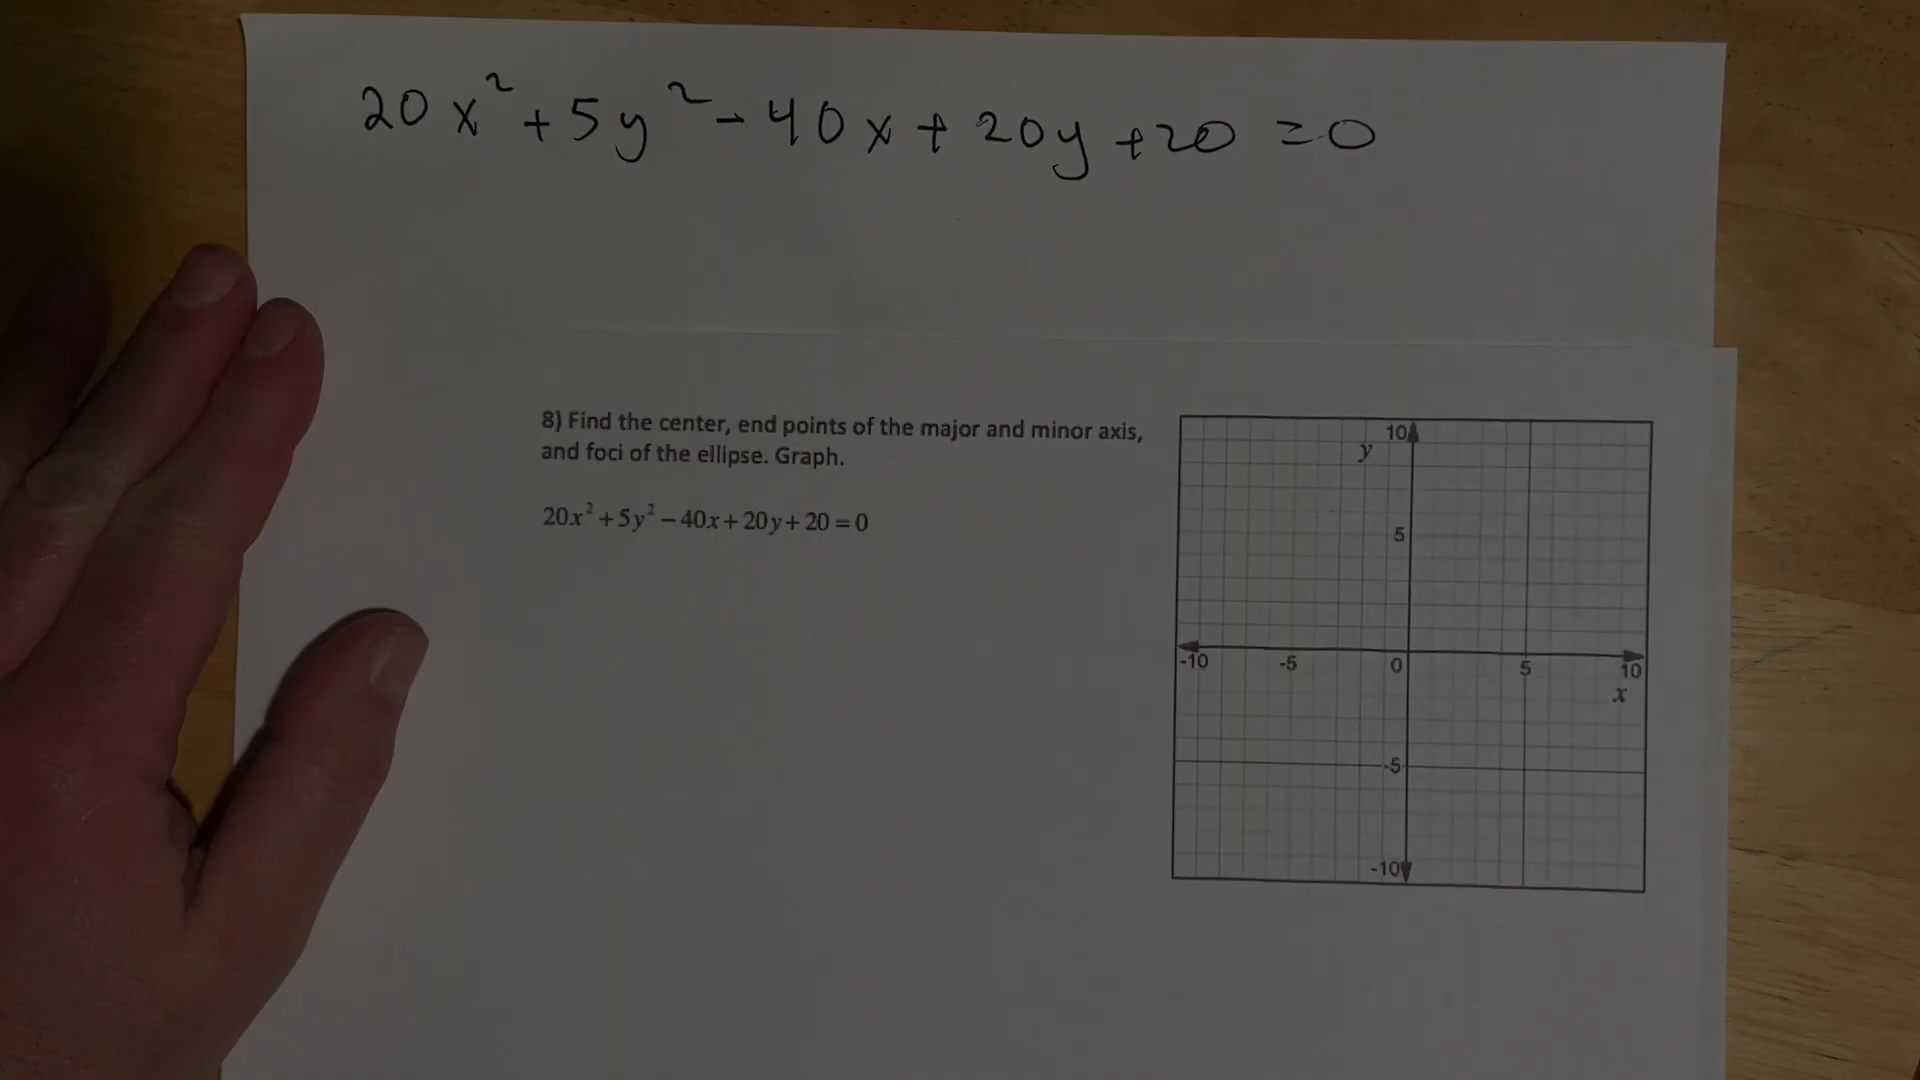 20x² + 5y² - 40x + 20y + 20 = 0
8) Find the center, end points of the major and minor axis,
and foci of the ellipse. Graph.
20x² + 5y² − 40x + 20y + 20 = 0
10
y
5
-10 -5 0 5 10
x
-5
-10